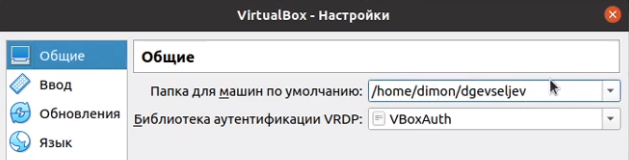 VirtualBox - Настройки
Общие
Общие
Ввод
Папка для машин по умолчанию: /home/dimon/dgevseljev
Обновления
Библиотека аутентификации VRDP: VBoxAuth
Язык